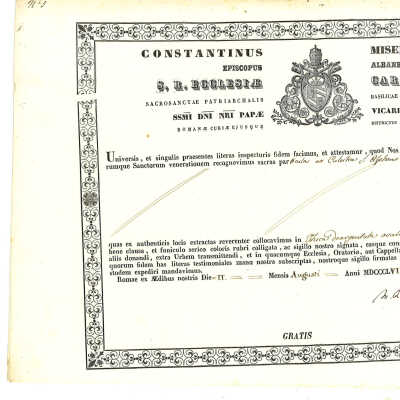 CONSTANTINUS MISE
EPISCOPUS ALBANE
S. R. ECCLESIÆ CAR
SACROSANCTAE PATRIARCHALIS BASILICAE
SSMI DNI NRI PAPÆ VICARI
ROMANÆ CURIÆ EJUSQUE DISTRICTUS
Universis, et singulis praesentes literas inspecturis fidem facimus, et attestamur, quod Nos
rumque Sanctorum venerationem recognovimus sacra par
quas ex authenticis locis extractas reverenter collocavimus in
bene clausa, et funiculo serico coloris rubri colligata, ac sigillo nostro signata, easque con
aliis donandi, extra Urbem transmittendi, et in quacumque Ecclesia, Oratorio, aut Cappell
quorum fidem has literas testimoniales manu nostra subscriptas, nostroque sigillo firmatas
stodem expediri mandavimus.
Romae ex Ædibus nostris Die II Mensis Augusti Anni MDCCCLVI
GRATIS